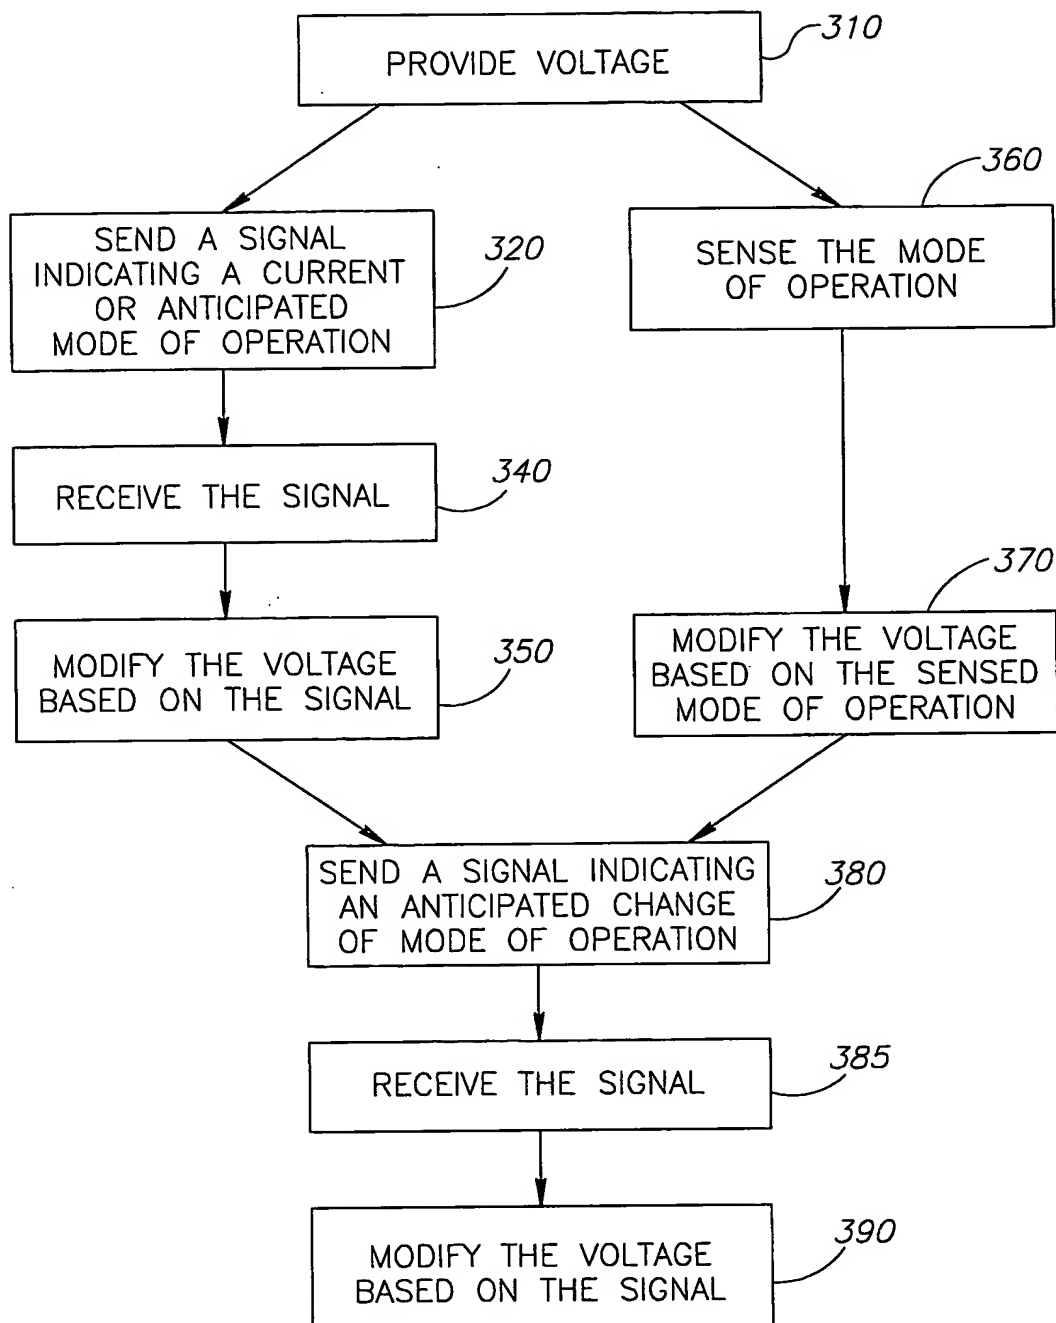 PROVIDE VOLTAGE
310
SEND A SIGNAL
INDICATING A CURRENT
OR ANTICIPATED
MODE OF OPERATION
320
SENSE THE MODE
OF OPERATION
360
RECEIVE THE SIGNAL
340
MODIFY THE VOLTAGE
BASED ON THE SIGNAL
350
MODIFY THE VOLTAGE
BASED ON THE SENSED
MODE OF OPERATION
370
SEND A SIGNAL INDICATING
AN ANTICIPATED CHANGE
OF MODE OF OPERATION
380
RECEIVE THE SIGNAL
385
MODIFY THE VOLTAGE
BASED ON THE SIGNAL
390